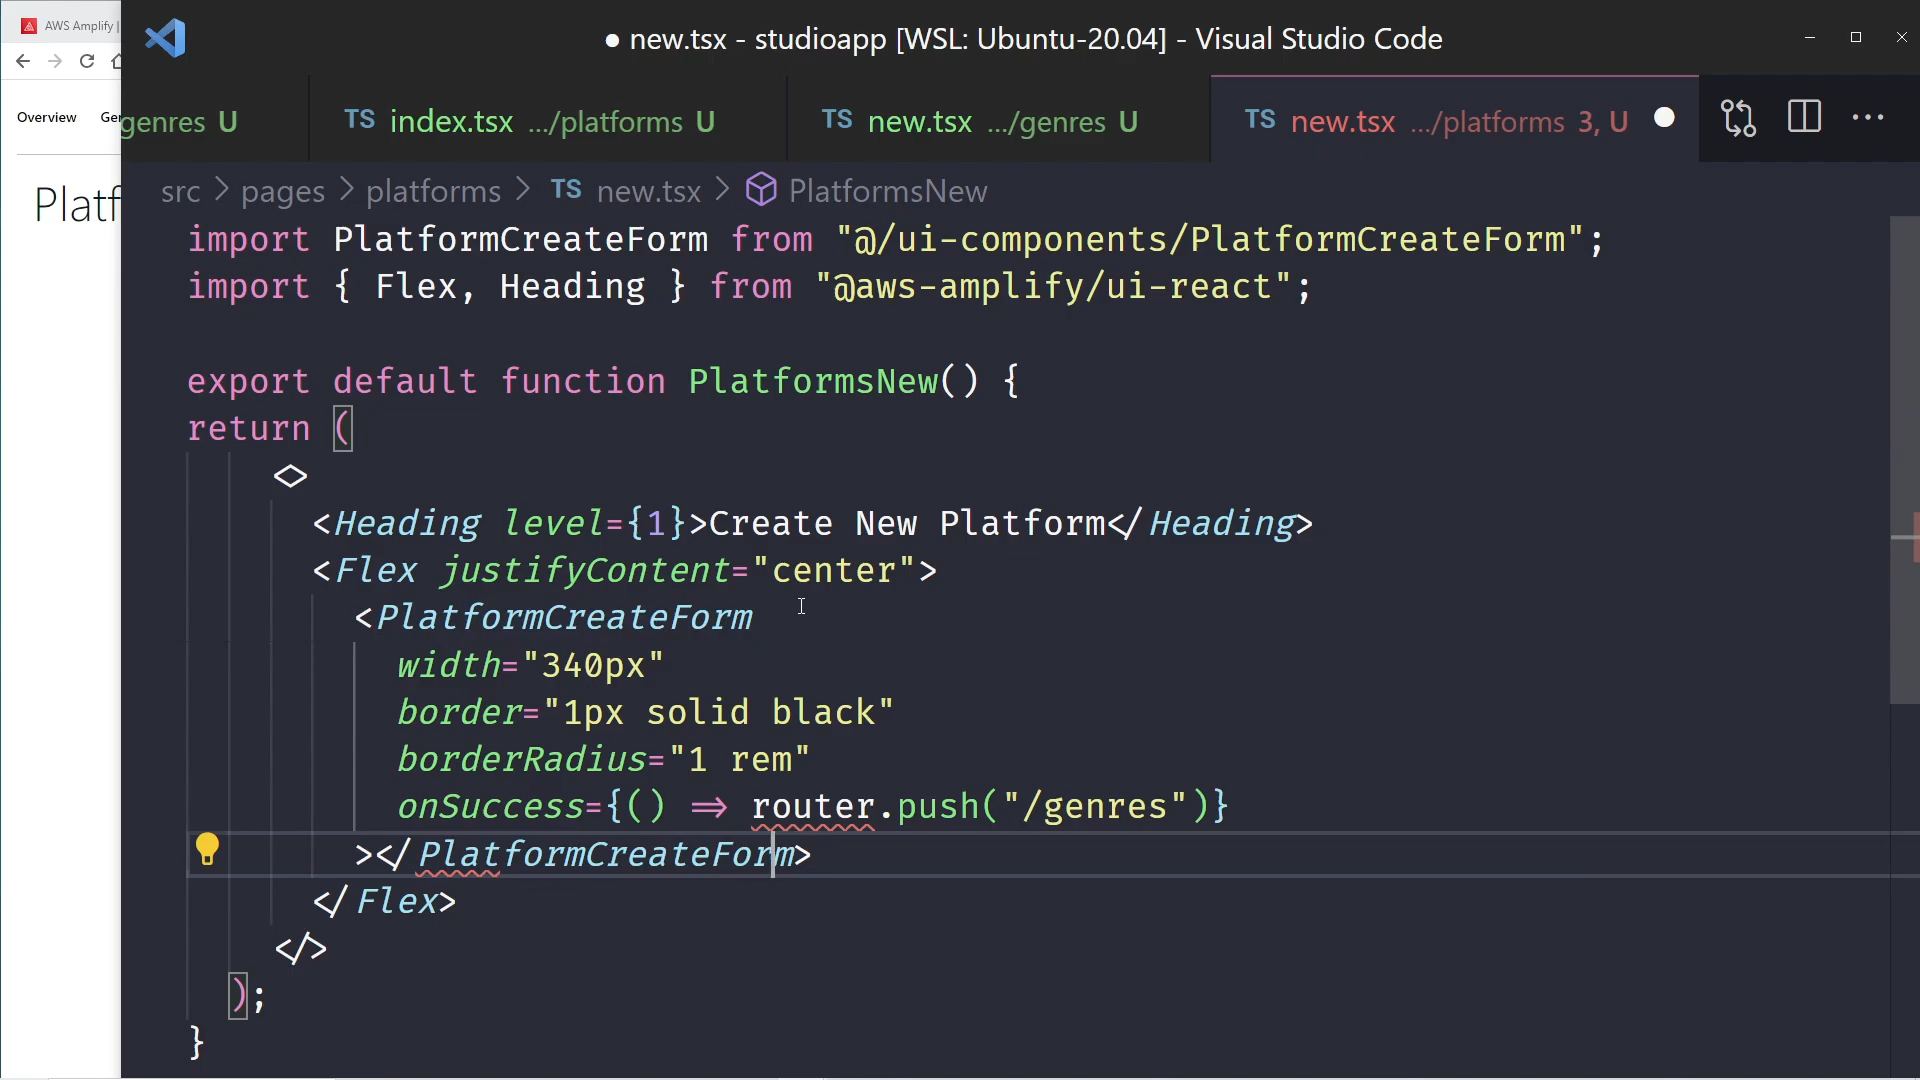 AWS Amplify |
● new.tsx - studioapp [WSL: Ubuntu-20.04] - Visual Studio Code
Overview
Ge
genres U
TS index.tsx .../platforms U
TS new.tsx .../genres U
TS new.tsx .../platforms 3, U
Platf
src > pages > platforms > TS new.tsx > PlatformsNew
import PlatformCreateForm from "@/ui-components/PlatformCreateForm";
import { Flex, Heading } from "@aws-amplify/ui-react";
export default function PlatformsNew() {
return (
<>
<Heading level={1}>Create New Platform</Heading>
<Flex justifyContent="center">
<PlatformCreateForm
width="340px"
border="1px solid black"
borderRadius="1 rem"
onSuccess={() => router.push("/genres")}
></PlatformCreateForm>
</Flex>
</>
);
}